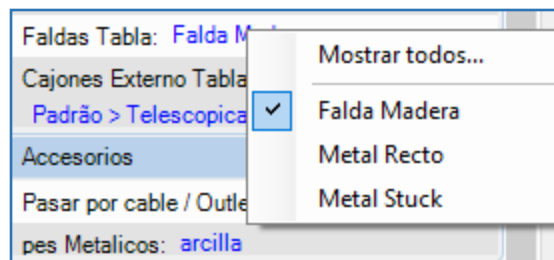 Faldas Tabla: Falda M
Mostrar todos...
Cajones Externo Tabla
Padrão > Telescopica
Falda Madera
Accesorios
Metal Recto
Pasar por cable / Outle
Metal Stuck
pes Metalicos: arcilla